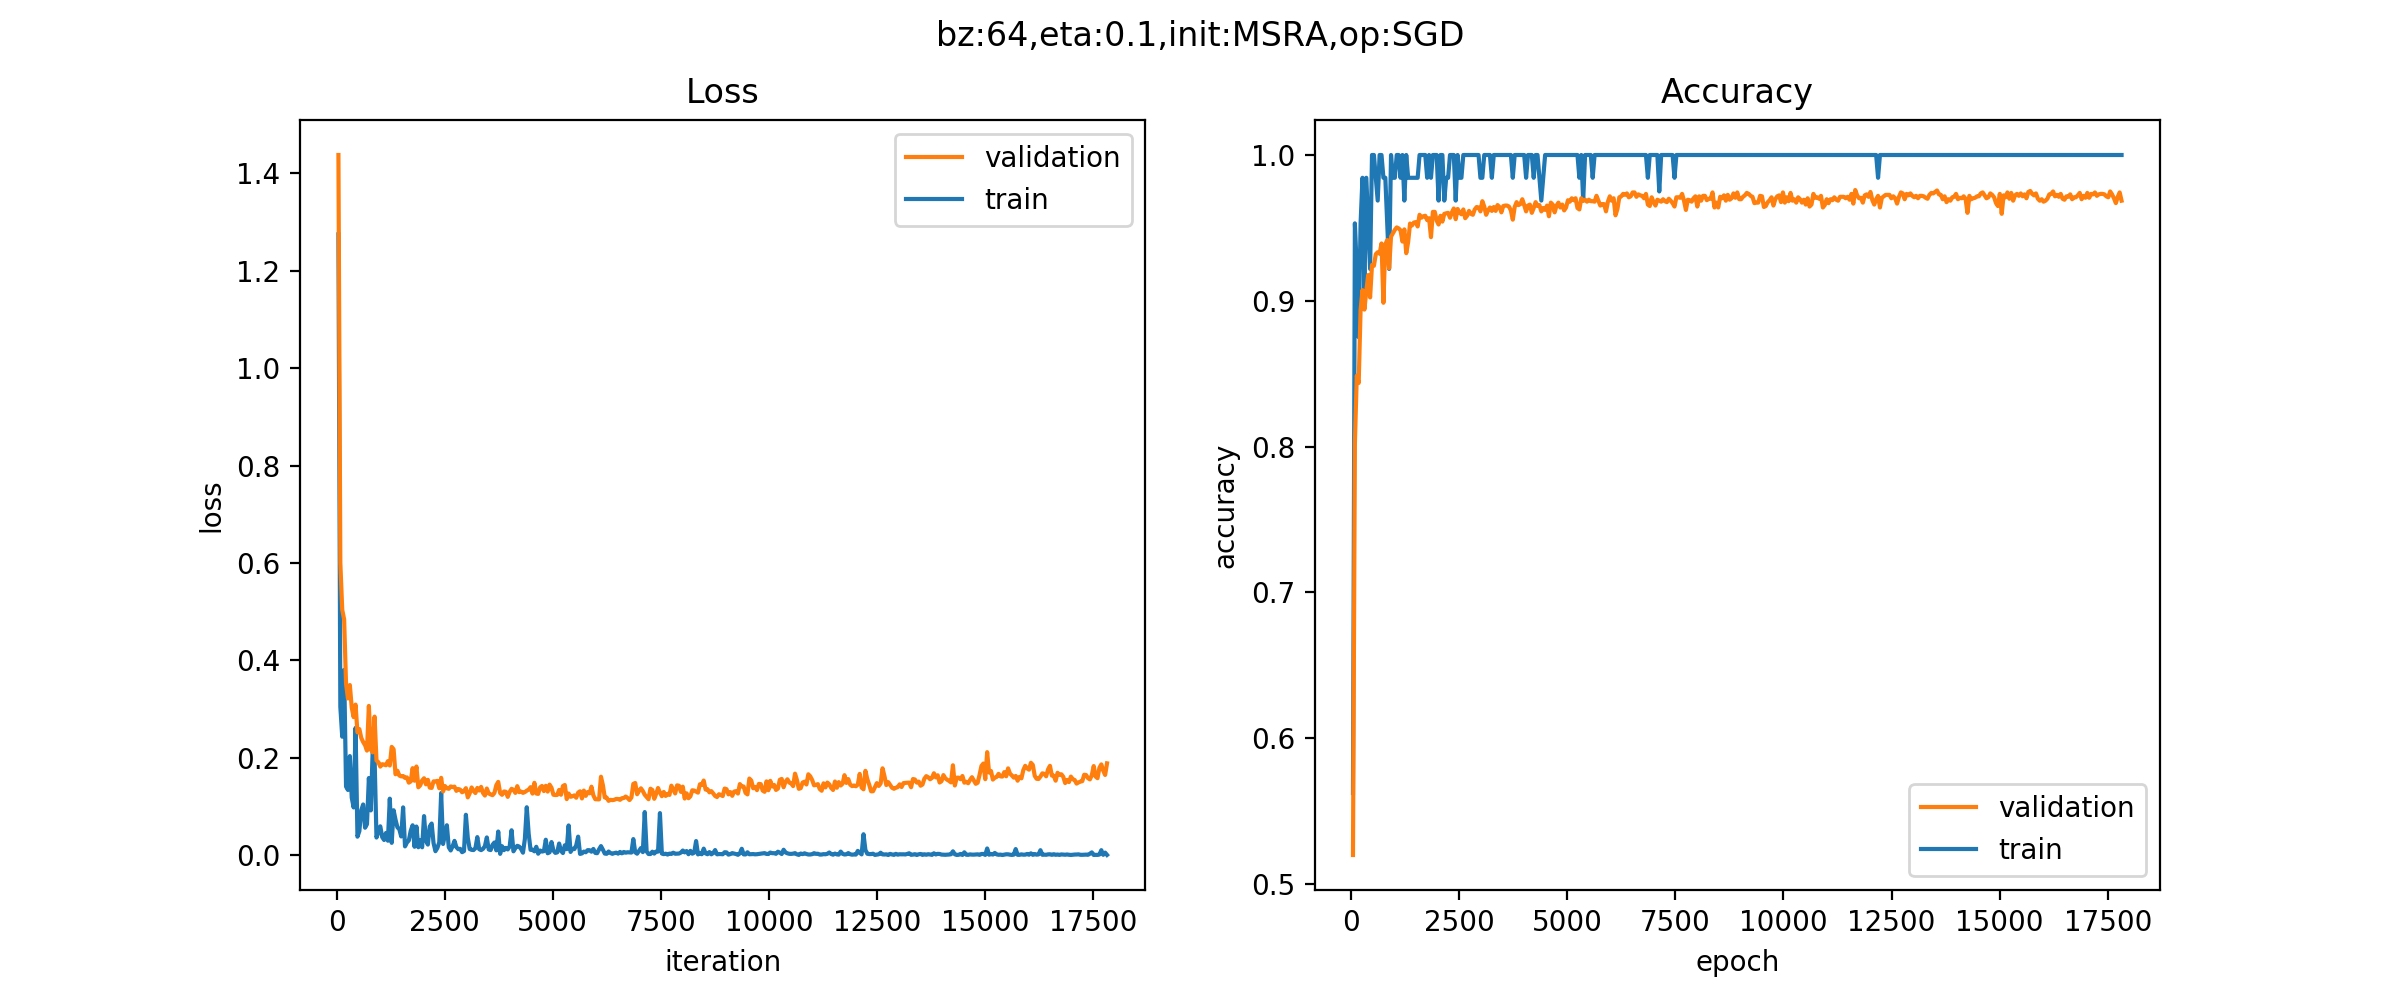 bz:64,eta:0.1,init:MSRA,op:SGD
Loss
validation
train
1.4
1.2
1.0
0.8
0.6
0.4
0.2
0.0
loss
0 2500 5000 7500 10000 12500 15000 17500
iteration
Accuracy
1.0
0.9
0.8
0.7
0.6
0.5
accuracy
validation
train
0 2500 5000 7500 10000 12500 15000 17500
epoch